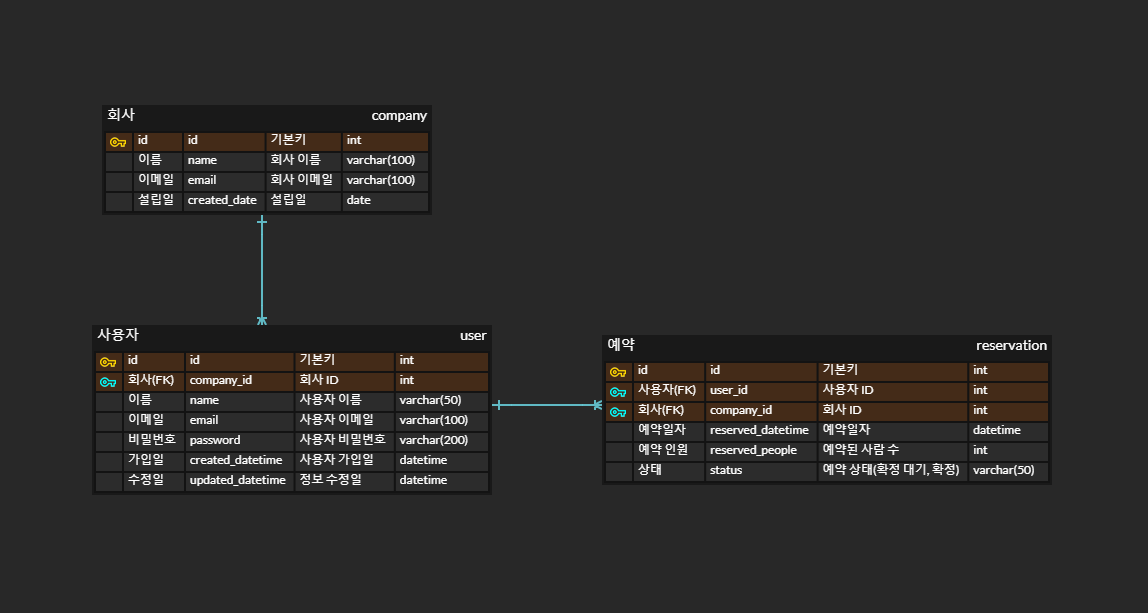 회사 company
id id 기본키 int
이름 name 회사 이름 varchar(100)
이메일 email 회사 이메일 varchar(100)
설립일 created_date 설립일 date
사용자 user
id id 기본키 int
회사(FK) company_id 회사 ID int
이름 name 사용자 이름 varchar(50)
이메일 email 사용자 이메일 varchar(100)
비밀번호 password 사용자 비밀번호 varchar(200)
가입일 created_datetime 사용자 가입일 datetime
수정일 updated_datetime 정보 수정일 datetime
예약 reservation
id id 기본키 int
사용자(FK) user_id 사용자 ID int
회사(FK) company_id 회사 ID int
예약일자 reserved_datetime 예약일자 datetime
예약 인원 reserved_people 예약된 사람 수 int
상태 status 예약 상태(확정 대기, 확정) varchar(50)